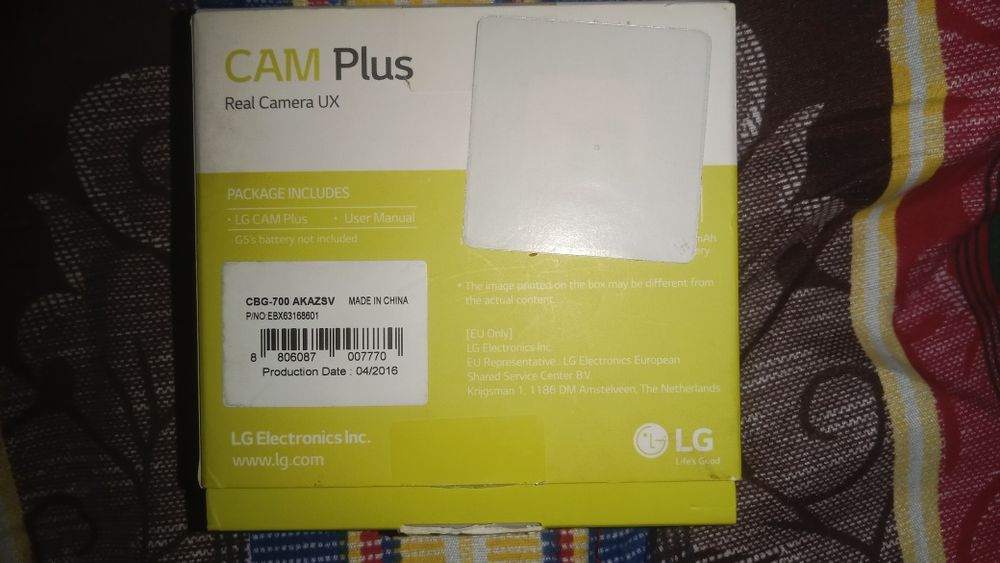 CAM Plus
Real Camera UX
PACKAGE INCLUDES
• LG CAM Plus • User Manual
G5's battery not included
mAh
ery
* The image printed on the box may be different from
the actual content.
CBG-700 AKAZSV MADE IN CHINA
P/NO:EBX63168601
8 806087 007770
Production Date : 04/2016
[EU Only]
LG Electronics Inc.
EU Representative : LG Electronics European
Shared Service Center B.V.
Krijgsman 1, 1186 DM Amstelveen, The Netherlands
LG Electronics Inc.
www.lg.com
LG
Life's Good